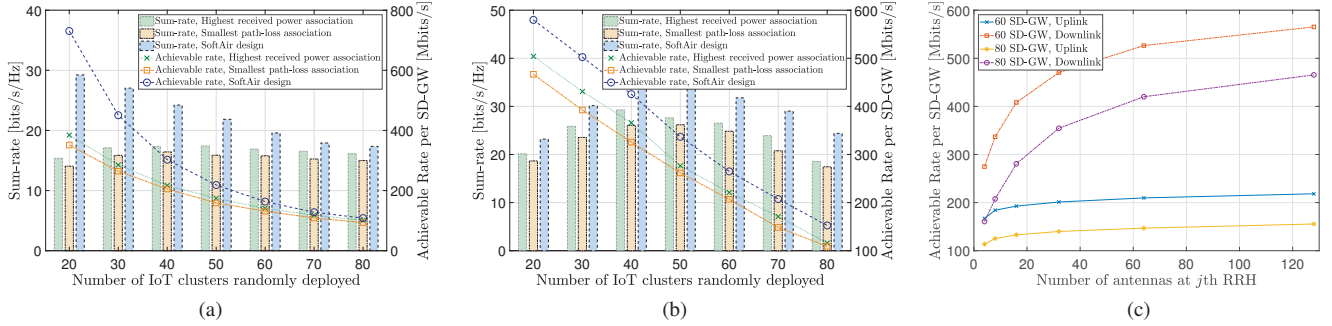 Sum-rate, Highest received power association
Sum-rate, Smallest path-loss association
Sum-rate, SoftAir design
Achievable rate, Highest received power association
Achievable rate, Smallest path-loss association
Achievable rate, SoftAir design
Sum-rate [bits/s/Hz]
40
30
20
10
0
800
700
600
500
400
300
200
100
0
Achievable Rate per SD-GW [Mbits/s]
20 30 40 50 60 70 80
Number of IoT clusters randomly deployed
(a)
Sum-rate, Highest received power association
Sum-rate, Smallest path-loss association
Sum-rate, SoftAir design
Achievable rate, Highest received power association
Achievable rate, Smallest path-loss association
Achievable rate, SoftAir design
Sum-rate [bits/s/Hz]
50
40
30
20
10
0
600
550
500
450
400
350
300
250
200
150
100
Achievable Rate per SD-GW [Mbits/s]
20 30 40 50 60 70 80
Number of IoT clusters randomly deployed
(b)
60 SD-GW, Uplink
60 SD-GW, Downlink
80 SD-GW, Uplink
80 SD-GW, Downlink
Achievable Rate per SD-GW [Mbits/s]
600
500
400
300
200
100
0 20 40 60 80 100 120
Number of antennas at jth RRH
(c)